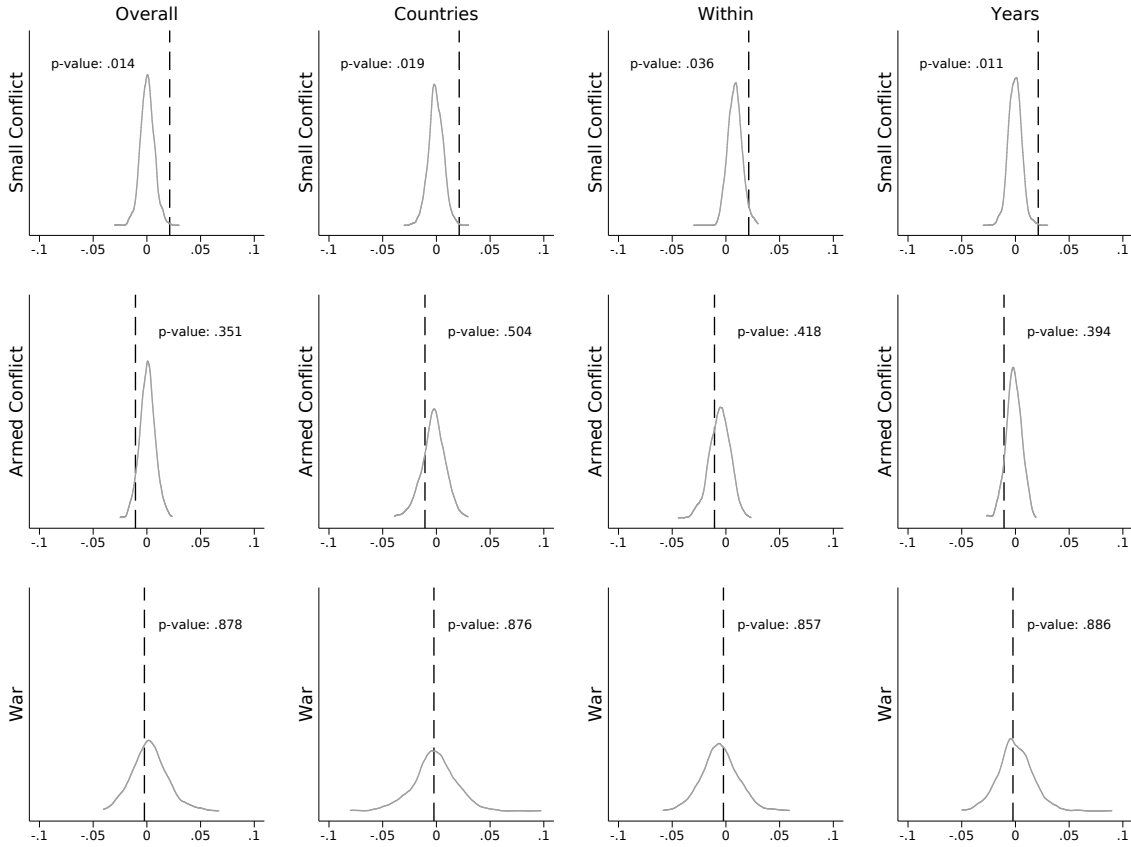 Overall Countries Within Years
Small Conflict Small Conflict Small Conflict Small Conflict
p-value: .014 p-value: .019 p-value: .036 p-value: .011
-.1 -.05 0 .05 .1 -.1 -.05 0 .05 .1 -.1 -.05 0 .05 .1 -.1 -.05 0 .05 .1
Armed Conflict Armed Conflict Armed Conflict Armed Conflict
p-value: .351 p-value: .504 p-value: .418 p-value: .394
-.1 -.05 0 .05 .1 -.1 -.05 0 .05 .1 -.1 -.05 0 .05 .1 -.1 -.05 0 .05 .1
War War War War
p-value: .878 p-value: .876 p-value: .857 p-value: .886
-.1 -.05 0 .05 .1 -.1 -.05 0 .05 .1 -.1 -.05 0 .05 .1 -.1 -.05 0 .05 .1